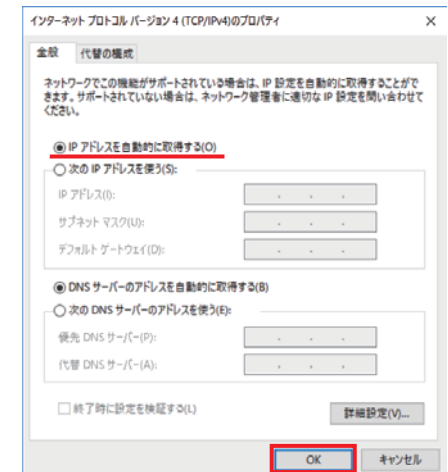 インターネット プロトコル バージョン 4 (TCP/IPv4)のプロパティ
全般 代替の構成
ネットワークでこの機能がサポートされている場合は、IP 設定を自動的に取得することがで
きます。サポートされていない場合は、ネットワーク管理者に適切な IP 設定を問い合わせて
ください。
IP アドレスを自動的に取得する(O)
次の IP アドレスを使う(S):
IP アドレス(I):
サブネット マスク(U):
デフォルト ゲートウェイ(D):
DNS サーバーのアドレスを自動的に取得する(B)
次の DNS サーバーのアドレスを使う(E):
優先 DNS サーバー(P):
代替 DNS サーバー(A):
終了時に設定を検証する(L)
詳細設定(V)...
OK キャンセル